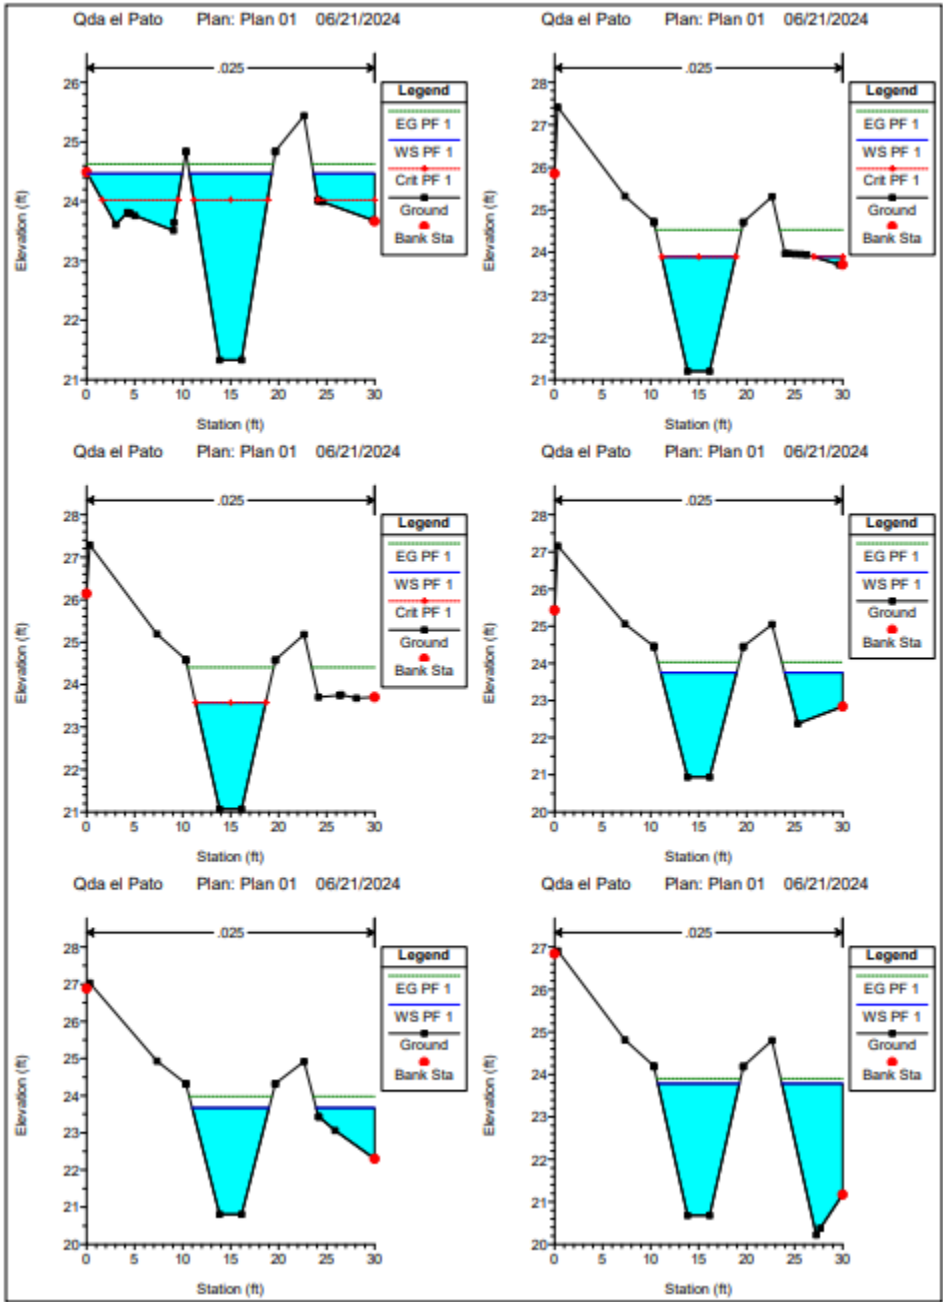 Qda el Pato Plan: Plan 01 06/21/2024
.025
Legend
EG PF 1
WS PF 1
Crit PF 1
Ground
Bank Sta
Elevation (ft)
26
25
24
23
22
21
0 5 10 15 20 25 30
Station (ft)
Qda el Pato Plan: Plan 01 06/21/2024
.025
Legend
EG PF 1
WS PF 1
Crit PF 1
Ground
Bank Sta
Elevation (ft)
28
27
26
25
24
23
22
21
0 5 10 15 20 25 30
Station (ft)
Qda el Pato Plan: Plan 01 06/21/2024
.025
Legend
EG PF 1
WS PF 1
Crit PF 1
Ground
Bank Sta
Elevation (ft)
28
27
26
25
24
23
22
21
0 5 10 15 20 25 30
Station (ft)
Qda el Pato Plan: Plan 01 06/21/2024
.025
Legend
EG PF 1
WS PF 1
Ground
Bank Sta
Elevation (ft)
28
27
26
25
24
23
22
21
20
0 5 10 15 20 25 30
Station (ft)
Qda el Pato Plan: Plan 01 06/21/2024
.025
Legend
EG PF 1
WS PF 1
Ground
Bank Sta
Elevation (ft)
28
27
26
25
24
23
22
21
20
0 5 10 15 20 25 30
Station (ft)
Qda el Pato Plan: Plan 01 06/21/2024
.025
Legend
EG PF 1
WS PF 1
Ground
Bank Sta
Elevation (ft)
27
26
25
24
23
22
21
20
0 5 10 15 20 25 30
Station (ft)